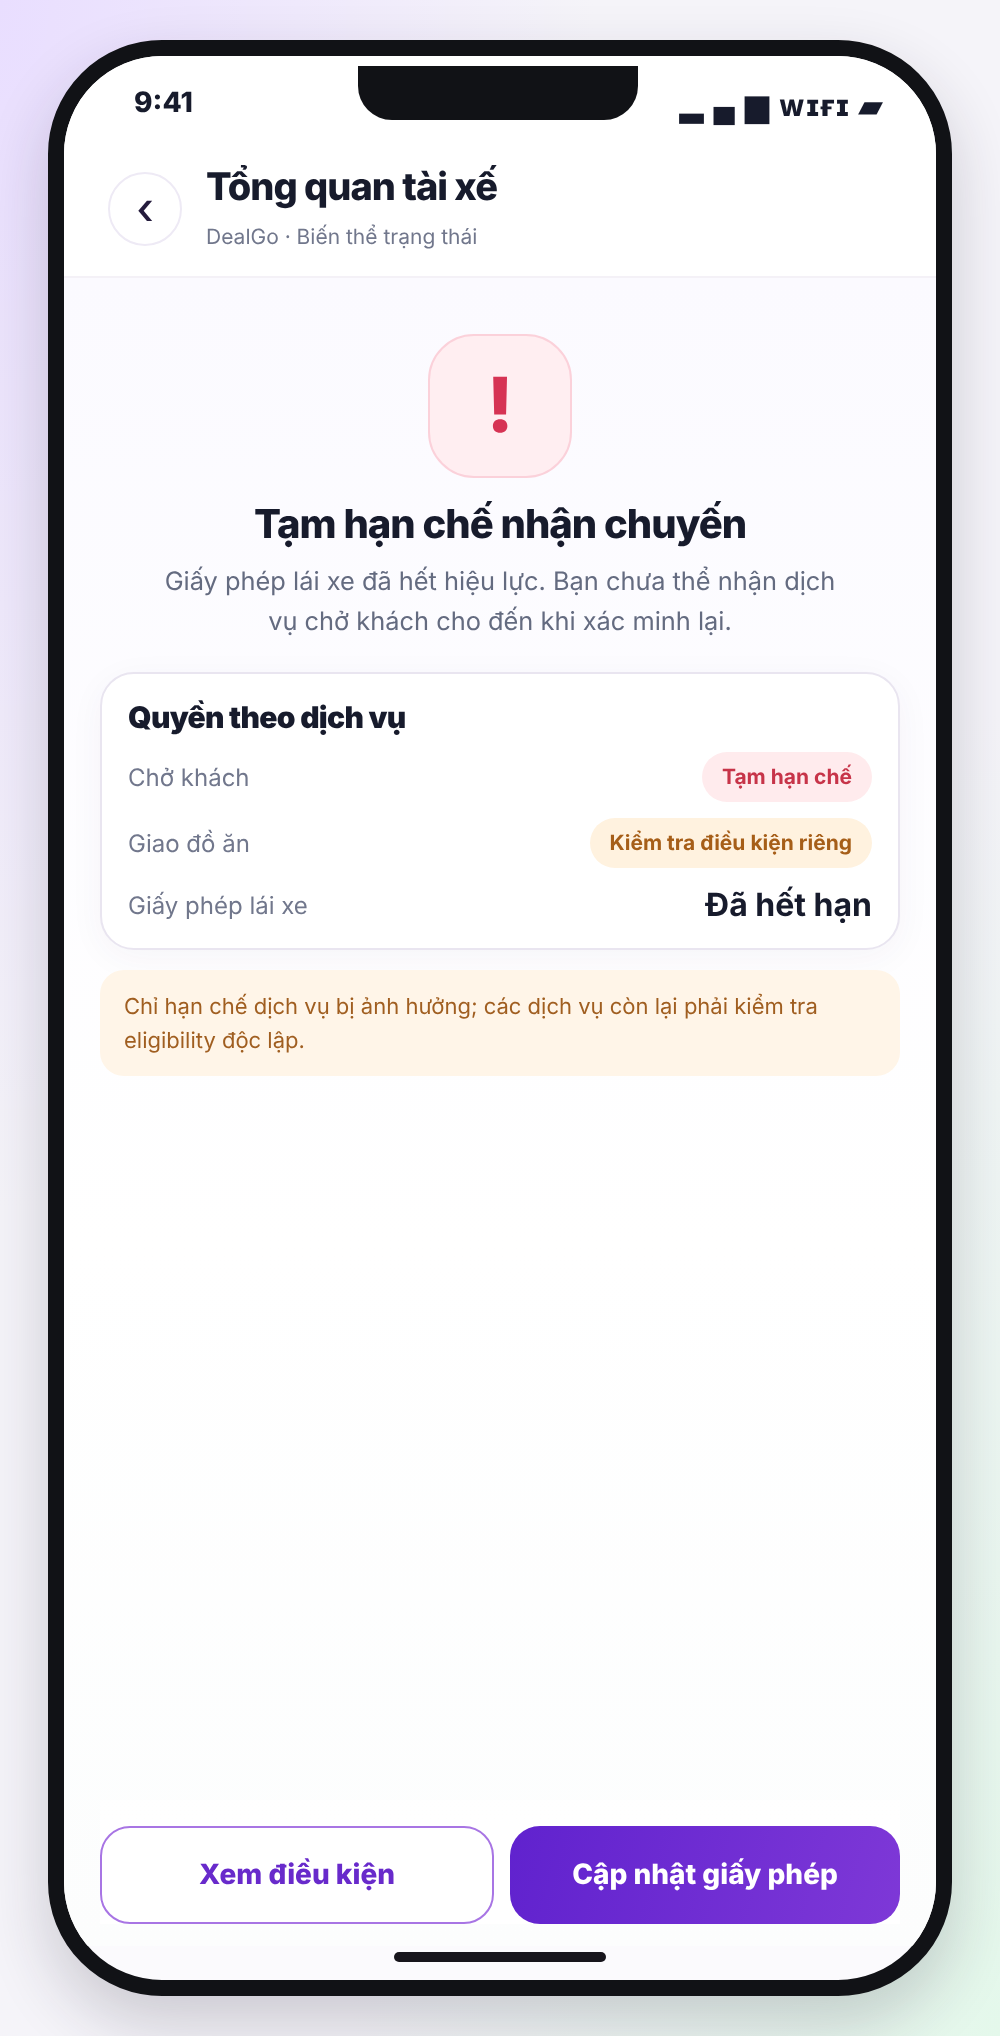 9:41
WIFI
Tổng quan tài xế
DealGo · Biến thể trạng thái
!
Tạm hạn chế nhận chuyến
Giấy phép lái xe đã hết hiệu lực. Bạn chưa thể nhận dịch
vụ chở khách cho đến khi xác minh lại.
Quyền theo dịch vụ
Chở khách
Tạm hạn chế
Giao đồ ăn
Kiểm tra điều kiện riêng
Giấy phép lái xe
Đã hết hạn
Chỉ hạn chế dịch vụ bị ảnh hưởng; các dịch vụ còn lại phải kiểm tra
eligibility độc lập.
Xem điều kiện
Cập nhật giấy phép